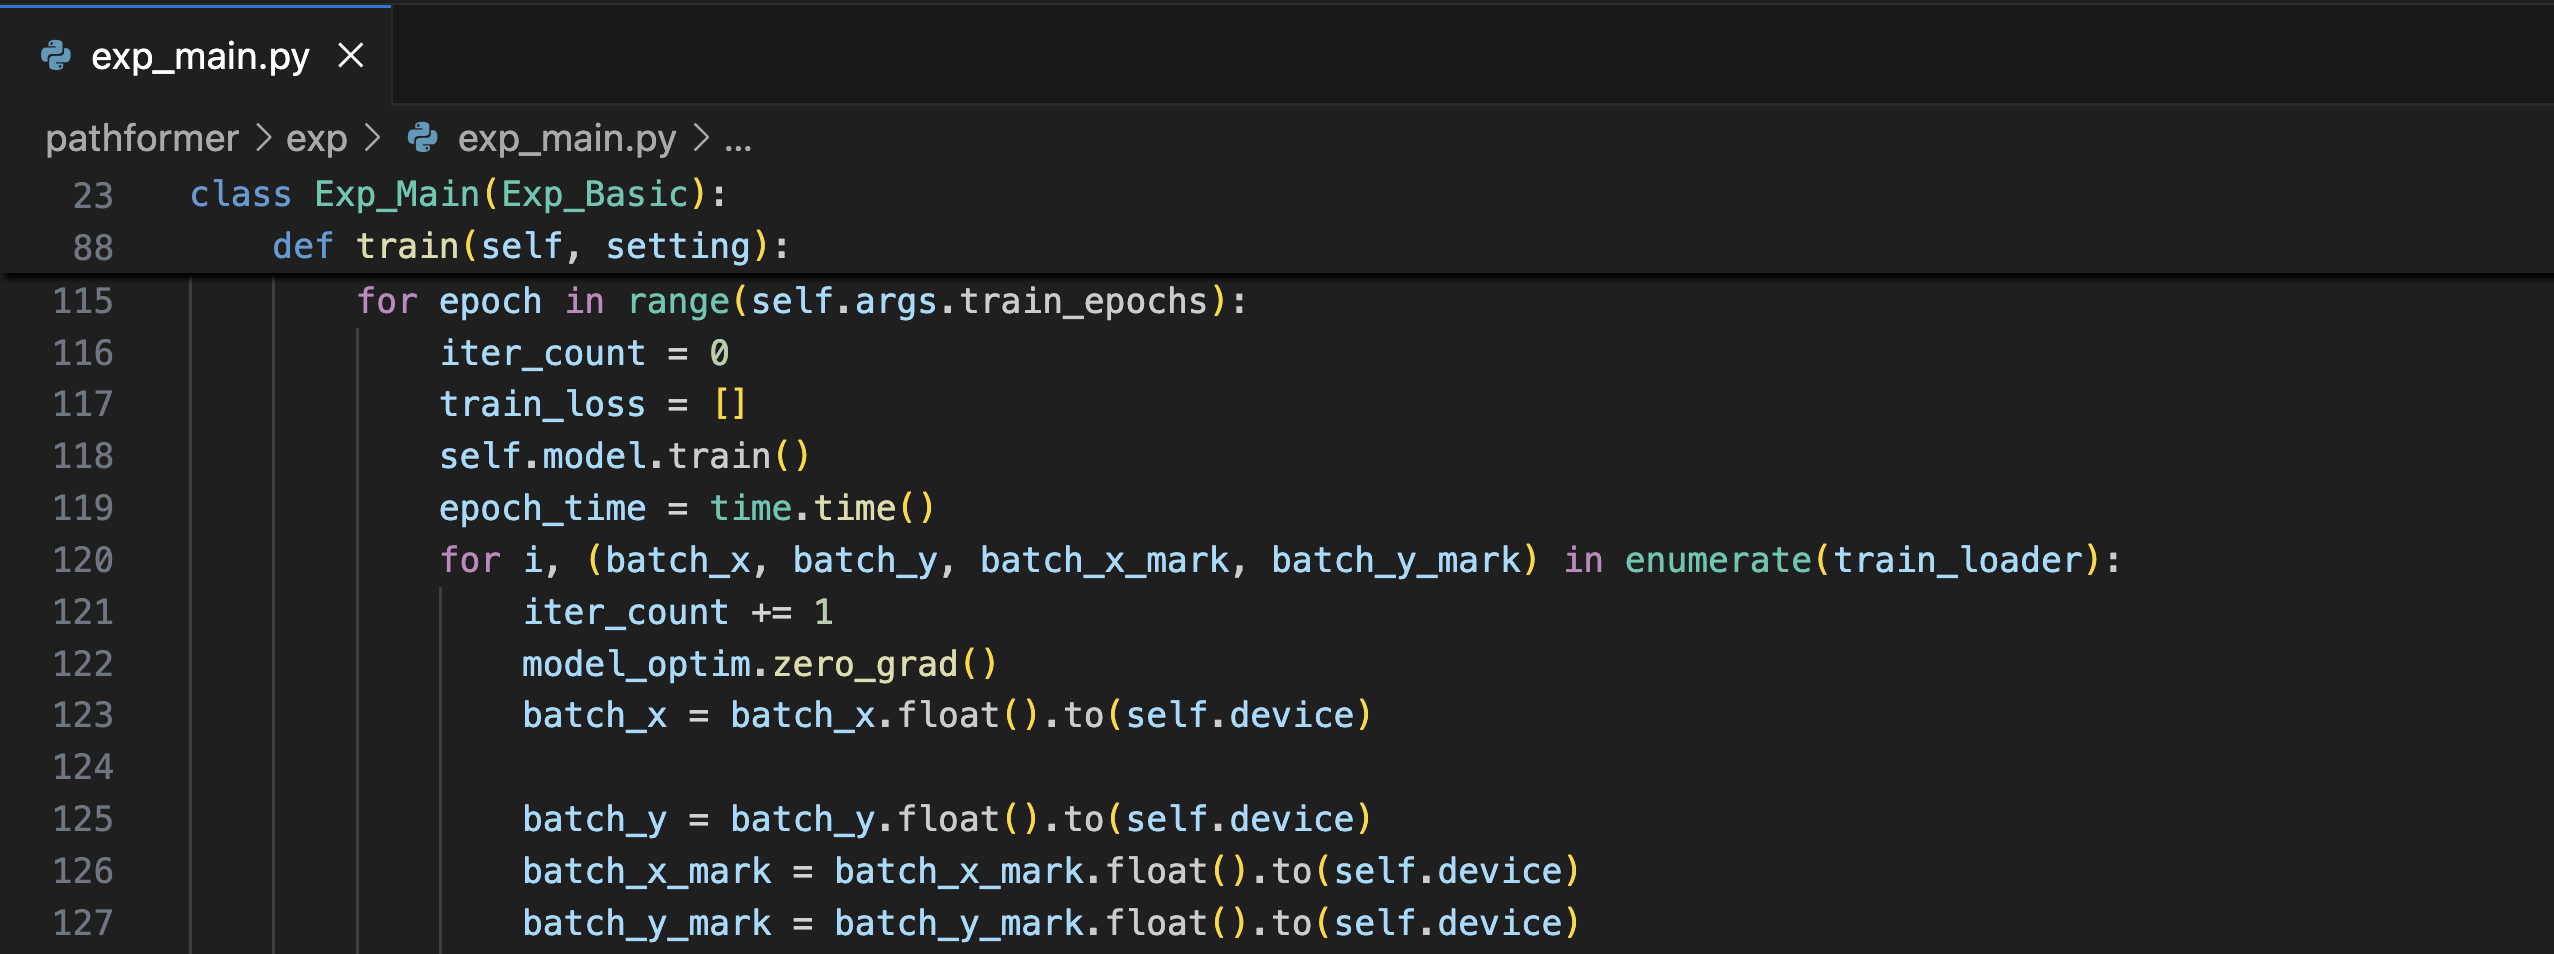 exp_main.py
pathformer > exp > exp_main.py > ...
23 class Exp_Main(Exp_Basic):
88 def train(self, setting):
115 for epoch in range(self.args.train_epochs):
116 iter_count = 0
117 train_loss = []
118 self.model.train()
119 epoch_time = time.time()
120 for i, (batch_x, batch_y, batch_x_mark, batch_y_mark) in enumerate(train_loader):
121 iter_count += 1
122 model_optim.zero_grad()
123 batch_x = batch_x.float().to(self.device)
124
125 batch_y = batch_y.float().to(self.device)
126 batch_x_mark = batch_x_mark.float().to(self.device)
127 batch_y_mark = batch_y_mark.float().to(self.device)